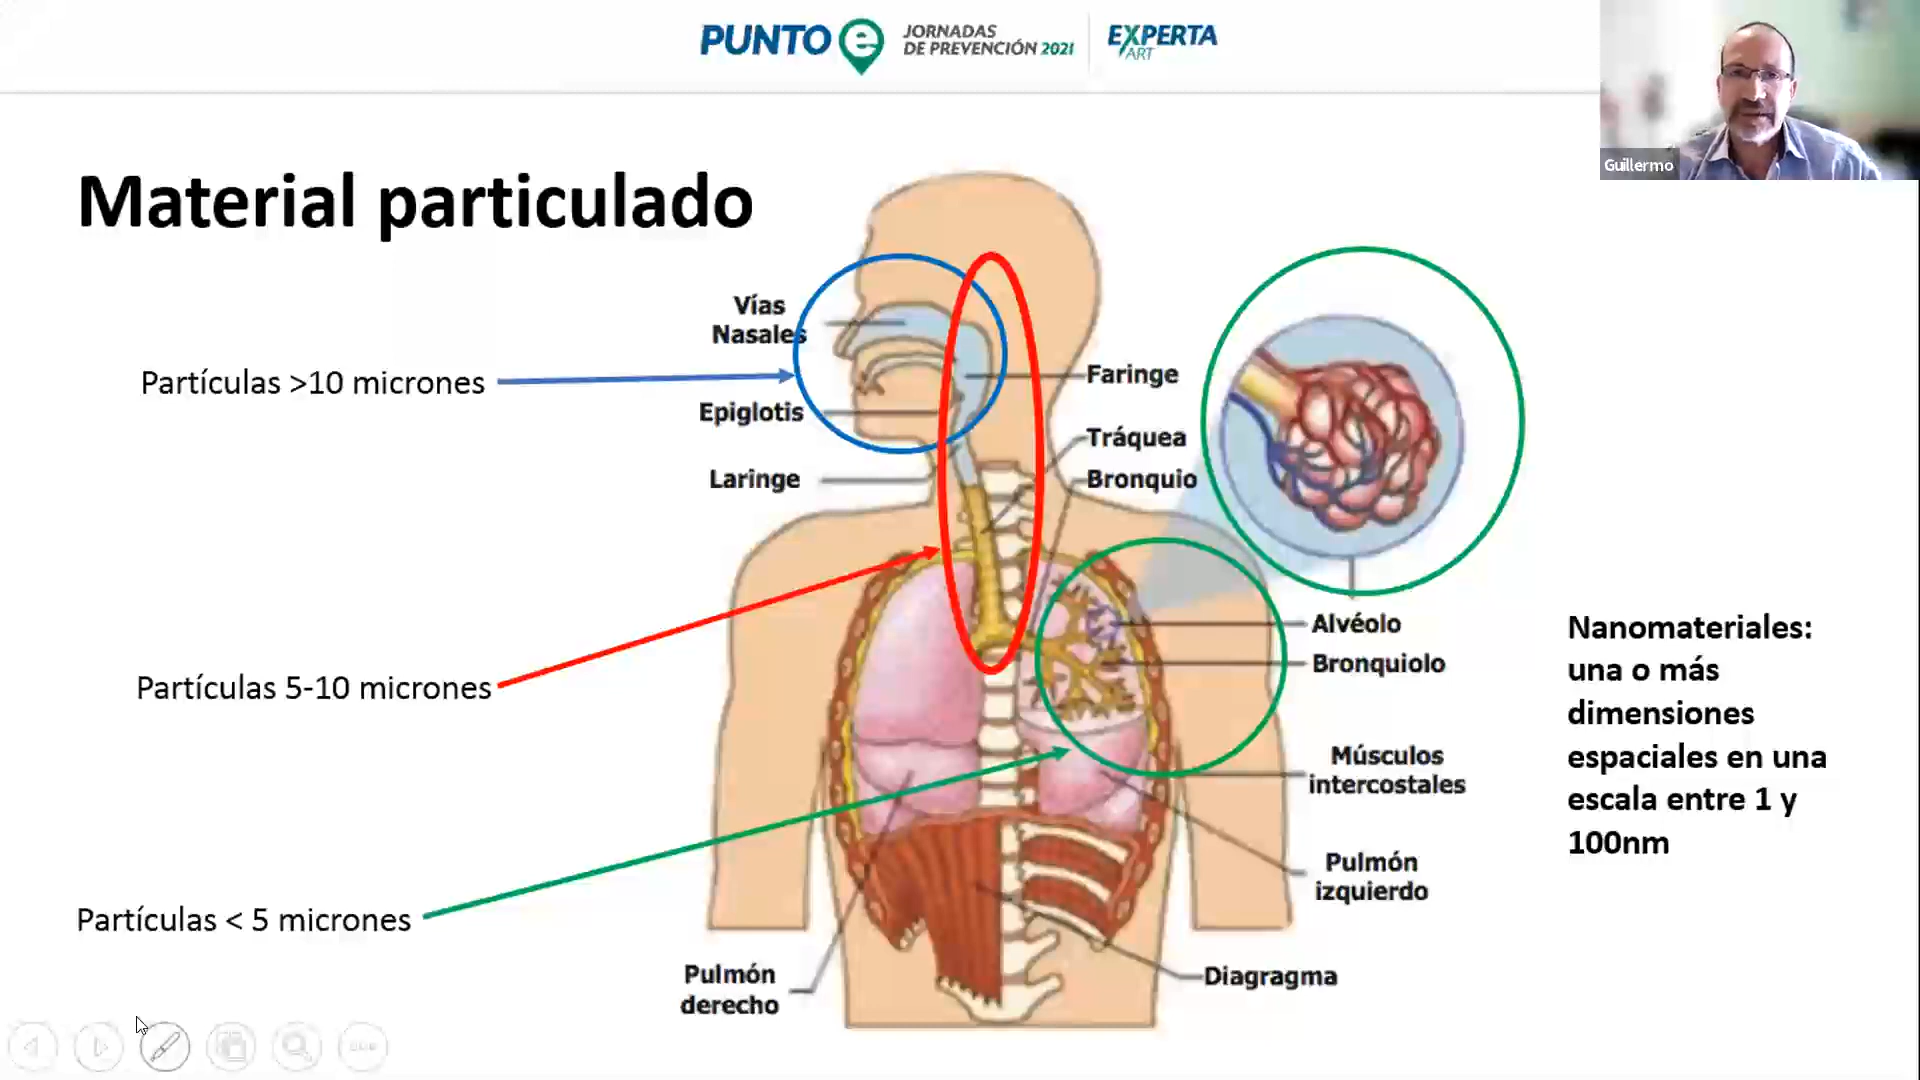 PUNTO e
JORNADAS
DE PREVENCIÓN 2021
EXPERTA
ART
Guillermo
Material particulado
Vías
Nasales
Partículas >10 micrones
Faringe
Epiglotis
Tráquea
Laringe
Bronquio
Alvéolo
Bronquiolo
Partículas 5-10 micrones
Nanomateriales:
una o más
dimensiones
espaciales en una
escala entre 1 y
100nm
Músculos
intercostales
Pulmón
izquierdo
Partículas < 5 micrones
Pulmón
derecho
Diagragma